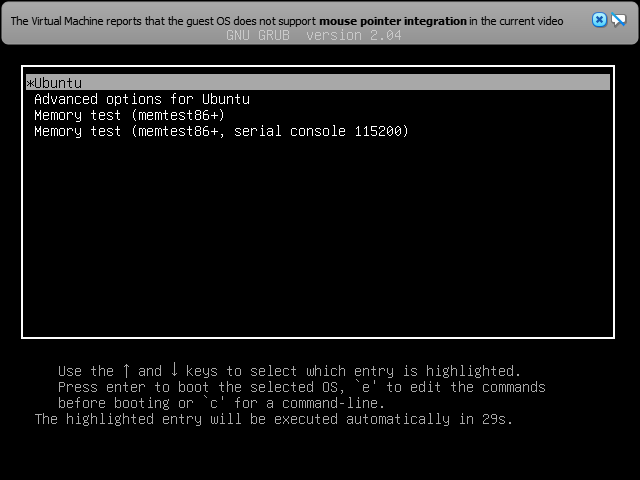 The Virtual Machine reports that the guest OS does not support mouse pointer integration in the current video
GNU GRUB  version 2.04
*Ubuntu
Advanced options for Ubuntu
Memory test (memtest86+)
Memory test (memtest86+, serial console 115200)
Use the ↑ and ↓ keys to select which entry is highlighted.
Press enter to boot the selected OS, `e' to edit the commands
before booting or `c' for a command-line.
The highlighted entry will be executed automatically in 29s.